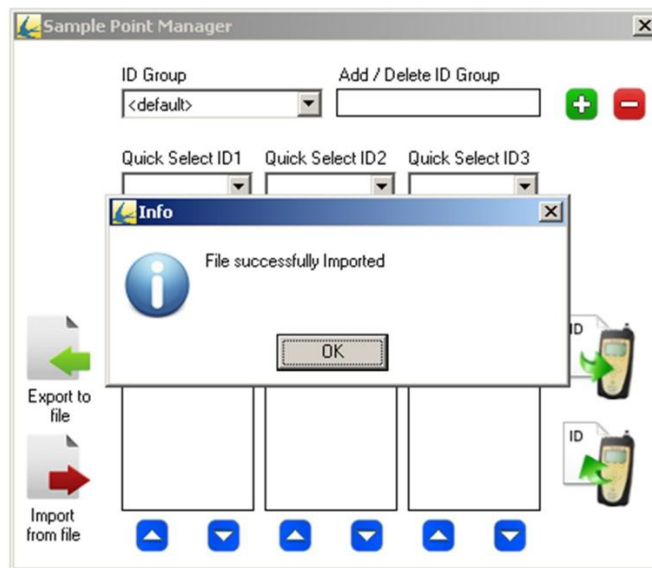 Sample Point Manager
ID Group
Add / Delete ID Group
<default>
Quick Select ID1
Quick Select ID2
Quick Select ID3
Info
File successfully Imported
OK
Export to
file
ID
Import
from file
ID